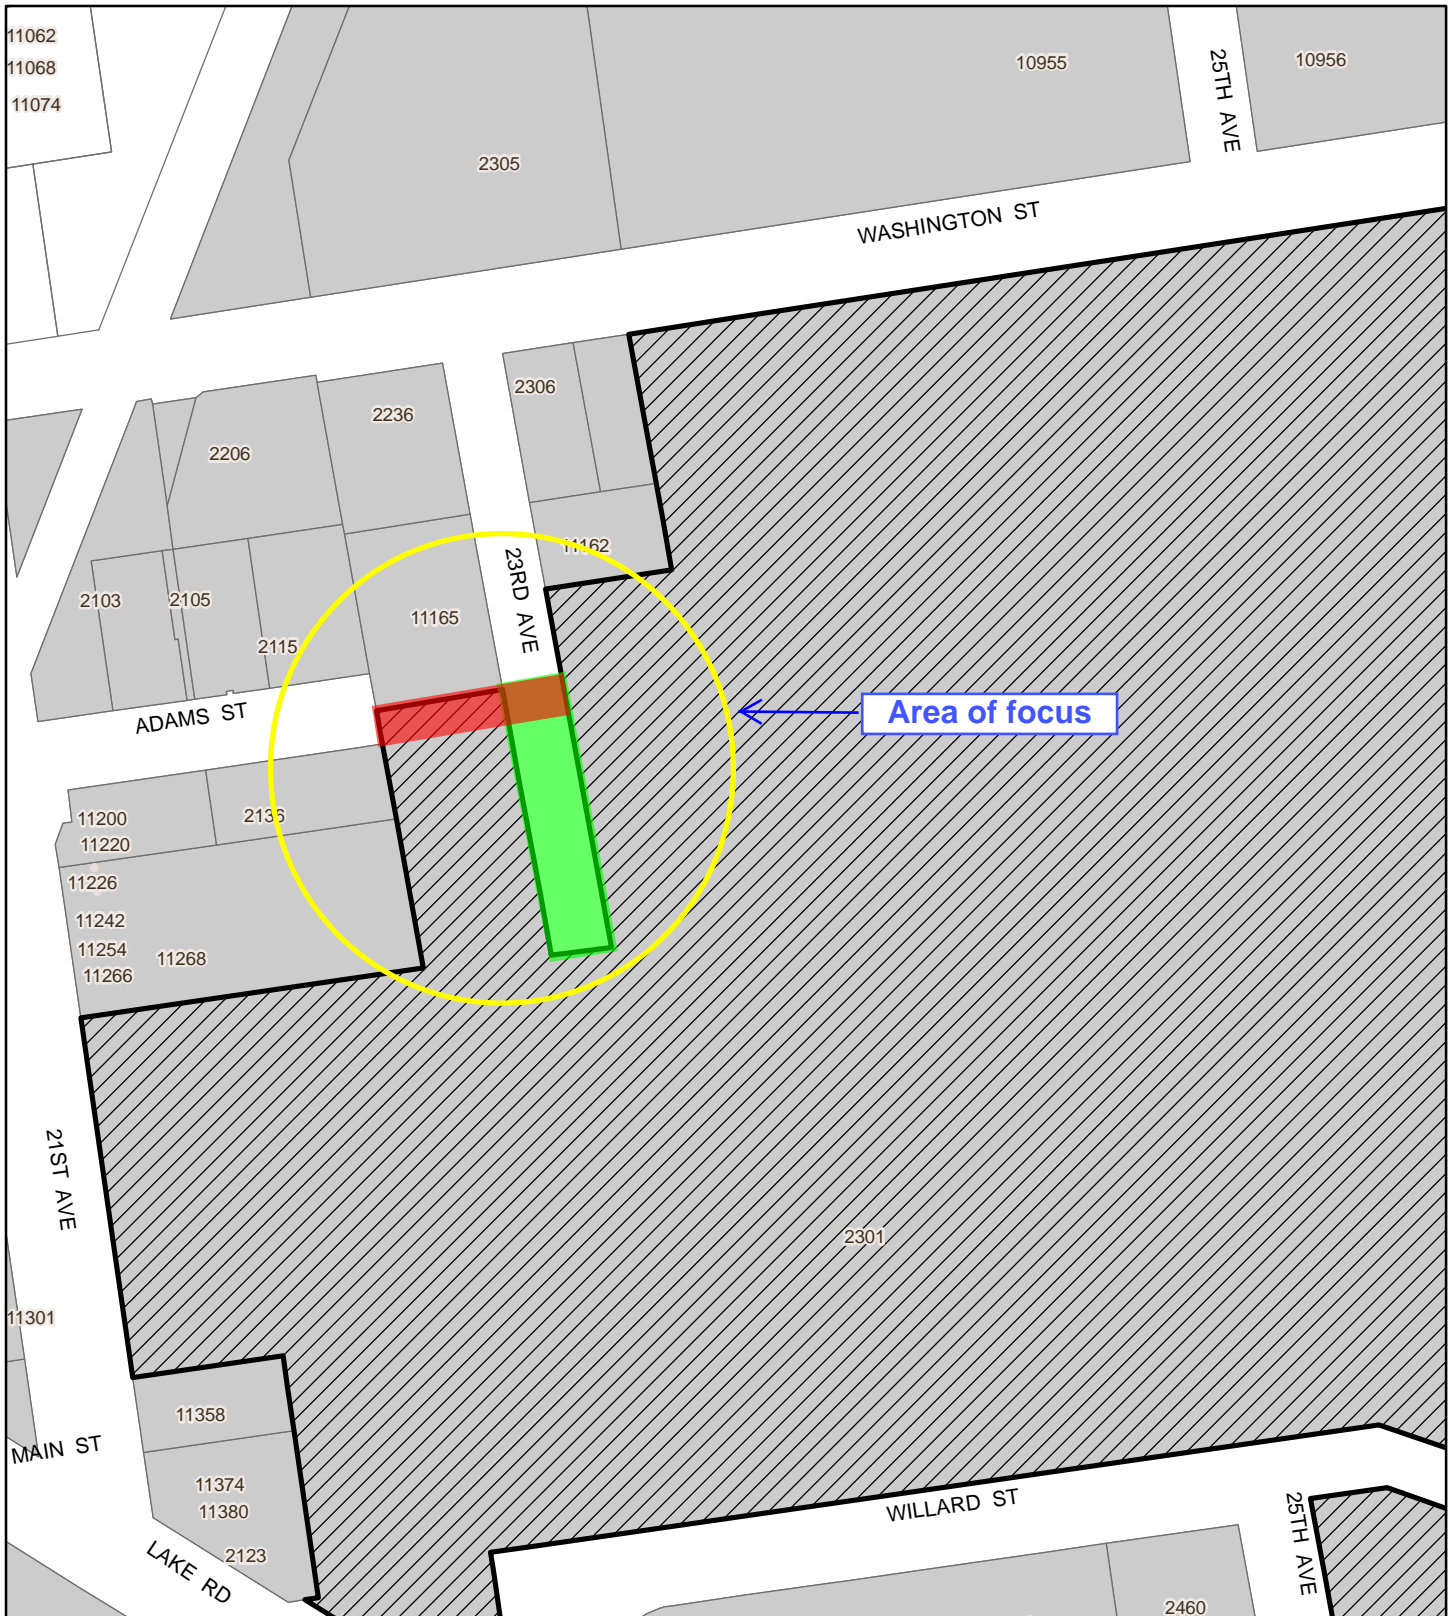 11062
11068
11074
10955
25TH AVE
10956
2305
WASHINGTON ST
2306
2236
2206
11162
23RD AVE
2103
2105
11165
2115
ADAMS ST
Area of focus
11200
2136
11220
11226
11242
11254
11268
11266
21ST AVE
2301
11301
11358
MAIN ST
11374
11380
WILLARD ST
25TH AVE
2123
LAKE RD
2460